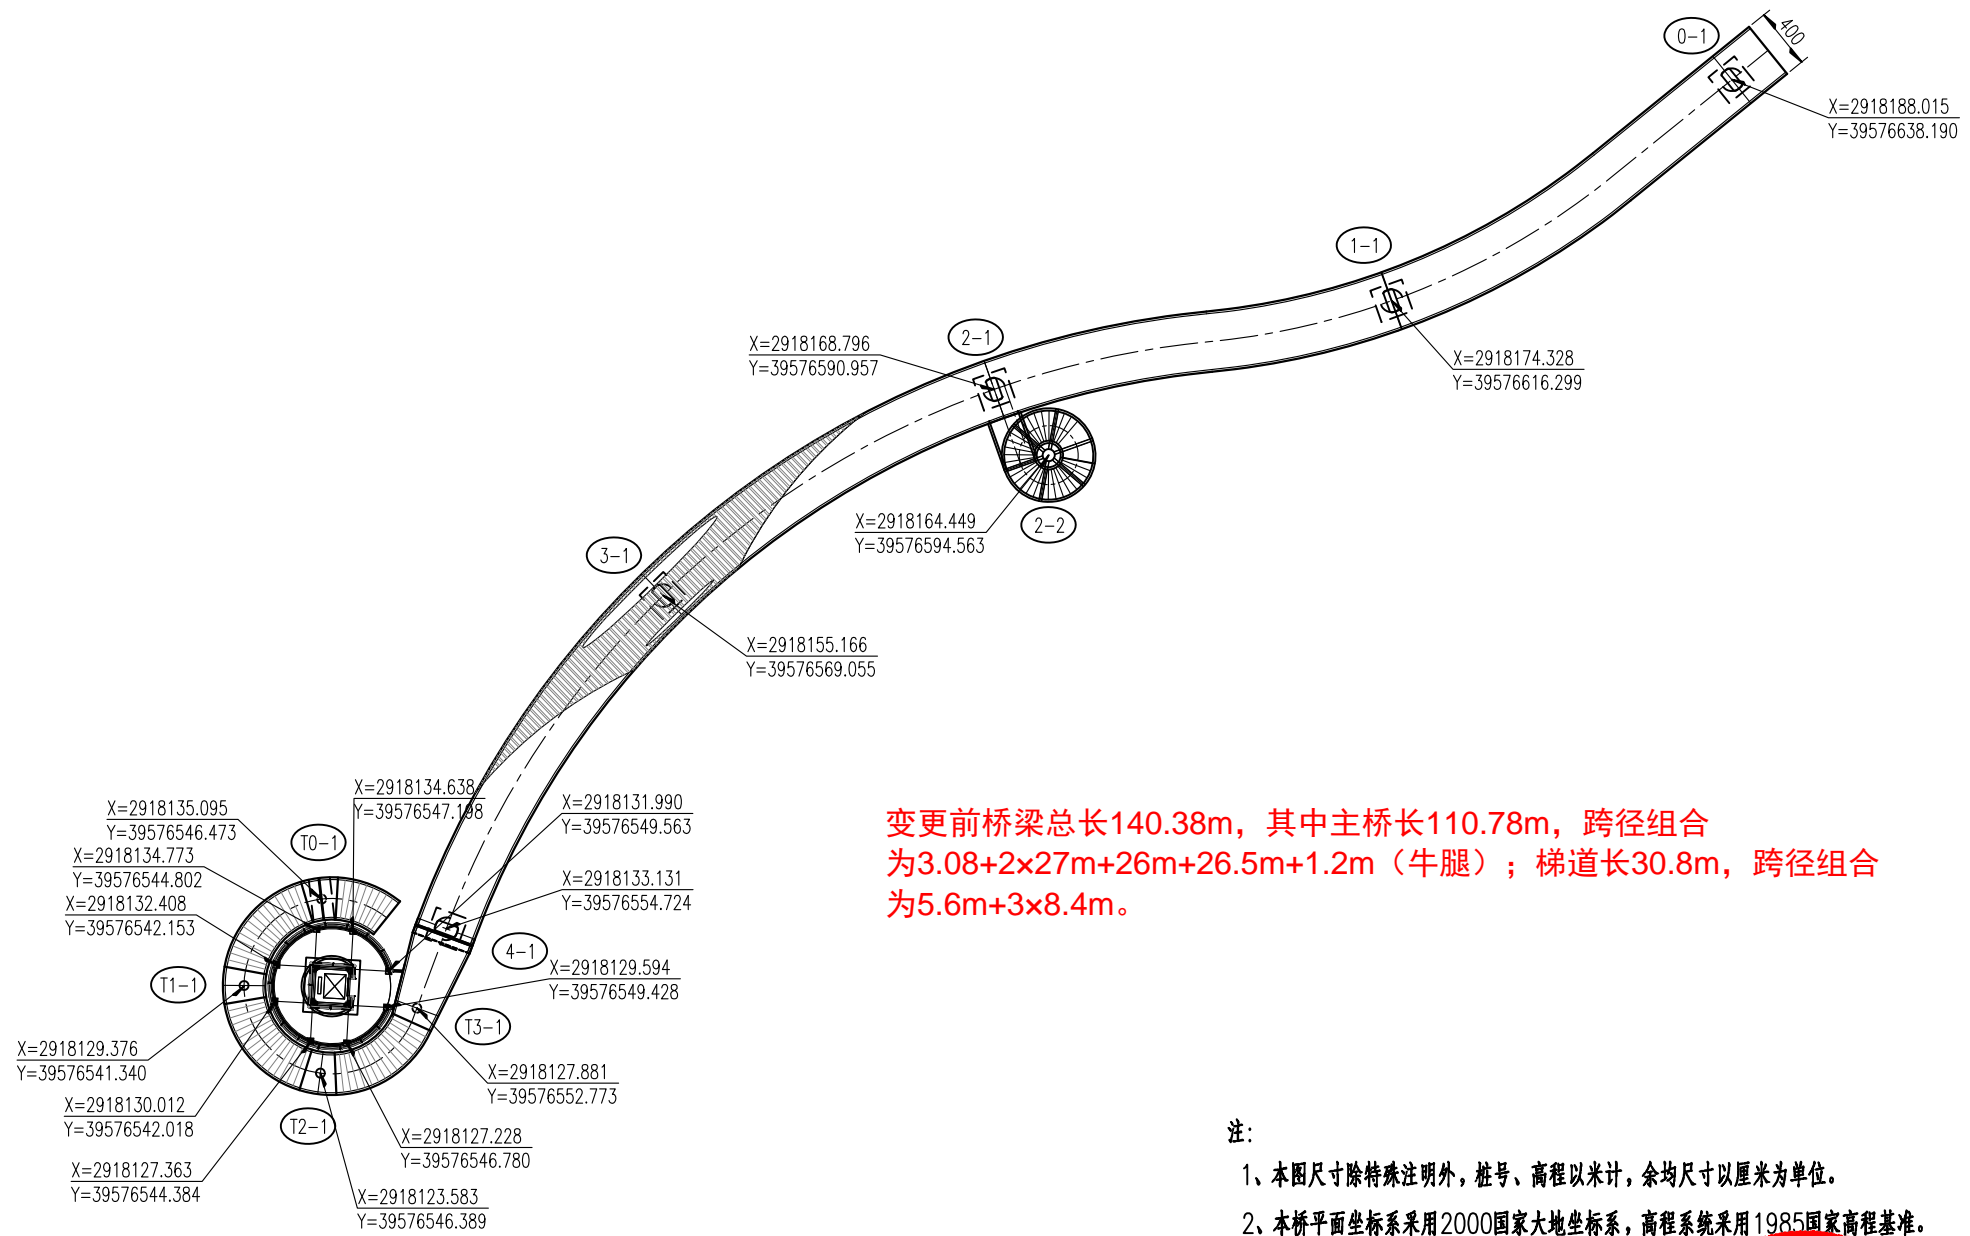 0-1
400
X=2918188.015
Y=39576638.190
1-1
X=2918174.328
Y=39576616.299
2-1
X=2918168.796
Y=39576590.957
X=2918164.449
Y=39576594.563
2-2
3-1
X=2918155.166
Y=39576569.055
X=2918134.638
Y=39576547.198
X=2918135.095
Y=39576546.473
T0-1
X=2918131.990
Y=39576549.563
X=2918134.773
Y=39576544.802
X=2918133.131
Y=39576554.724
X=2918132.408
Y=39576542.153
4-1
X=2918129.594
Y=39576549.428
T1-1
T3-1
X=2918129.376
Y=39576541.340
X=2918127.881
Y=39576552.773
X=2918130.012
Y=39576542.018
T2-1
X=2918127.228
Y=39576546.780
X=2918127.363
Y=39576544.384
X=2918123.583
Y=39576546.389
变更前桥梁总长140.38m，其中主桥长110.78m，跨径组合
为3.08+2×27m+26m+26.5m+1.2m（牛腿）；梯道长30.8m，跨径组合
为5.6m+3×8.4m。
注：
1、本图尺寸除特殊注明外，桩号、高程以米计，余均尺寸以厘米为单位。
2、本桥平面坐标系采用2000国家大地坐标系，高程系统采用1985国家高程基准。